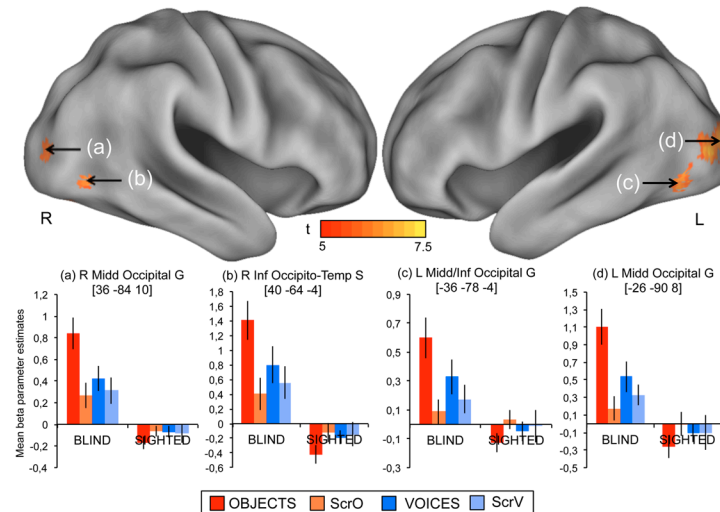 (a)
(b)
(d)
(c)
R
L
t
5
7.5
(a) R Midd Occipital G
[36 -84 10]
(b) R Inf Occipito-Temp S
[40 -64 -4]
(c) L Midd/Inf Occipital G
[-36 -78 -4]
(d) L Midd Occipital G
[-26 -90 8]
Mean beta parameter estimates
1,2
1
0,8
0,6
0,4
0,2
0
-0,2
-0,4
BLIND
SIGHTED
1,8
1,6
1,4
1,2
1
0,8
0,6
0,4
0,2
0
-0,2
-0,4
-0,6
BLIND
SIGHTED
0,9
0,6
0,3
-0,1
-0,3
BLIND
SIGHTED
1,5
1,3
1,1
0,9
0,7
0,5
0,3
0,1
-0,1
-0,3
-0,5
BLIND
SIGHTED
OBJECTS ScrO VOICES ScrV